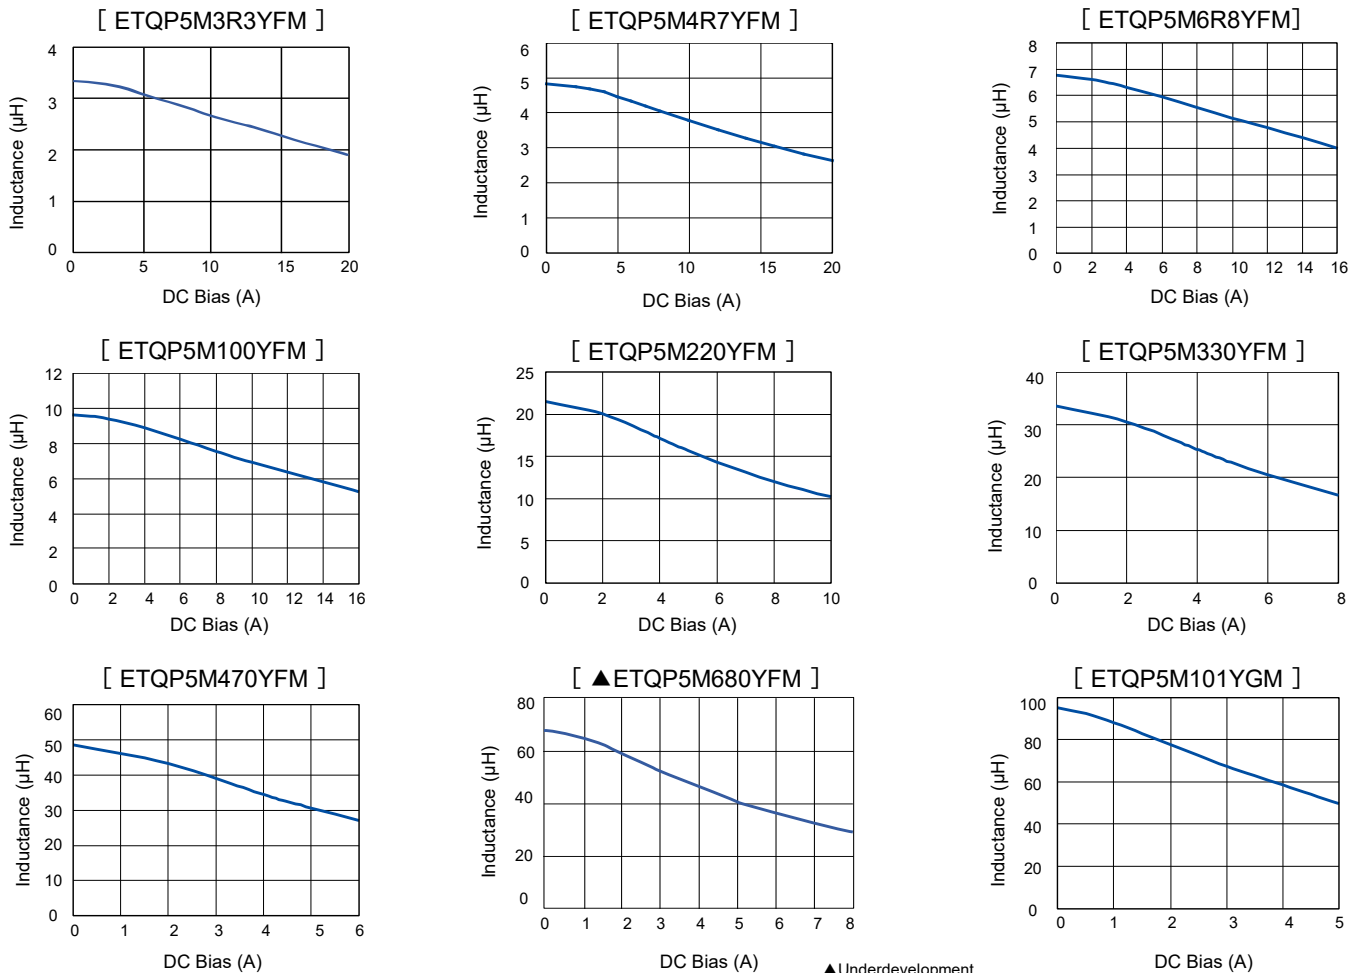 [ ETQP5M3R3YFM ]
4
3
2
1
0
0 5 10 15 20
Inductance (µH)
DC Bias (A)
[ ETQP5M4R7YFM ]
6
5
4
3
2
1
0
0 5 10 15 20
Inductance (µH)
DC Bias (A)
[ ETQP5M6R8YFM]
8
7
6
5
4
3
2
1
0
0 2 4 6 8 10 12 14 16
Inductance (µH)
DC Bias (A)
[ ETQP5M100YFM ]
12
10
8
6
4
2
0
0 2 4 6 8 10 12 14 16
Inductance (µH)
DC Bias (A)
[ ETQP5M220YFM ]
25
20
15
10
5
0
0 2 4 6 8 10
Inductance (µH)
DC Bias (A)
[ ETQP5M330YFM ]
40
30
20
10
0
0 2 4 6 8
Inductance (µH)
DC Bias (A)
[ ETQP5M470YFM ]
60
50
40
30
20
10
0
0 1 2 3 4 5 6
Inductance (µH)
DC Bias (A)
[ ▲ETQP5M680YFM ]
80
60
40
20
0
0 1 2 3 4 5 6 7 8
Inductance (µH)
DC Bias (A)
▲Underdevelopment
[ ETQP5M101YGM ]
100
80
60
40
20
0
0 1 2 3 4 5
Inductance (µH)
DC Bias (A)